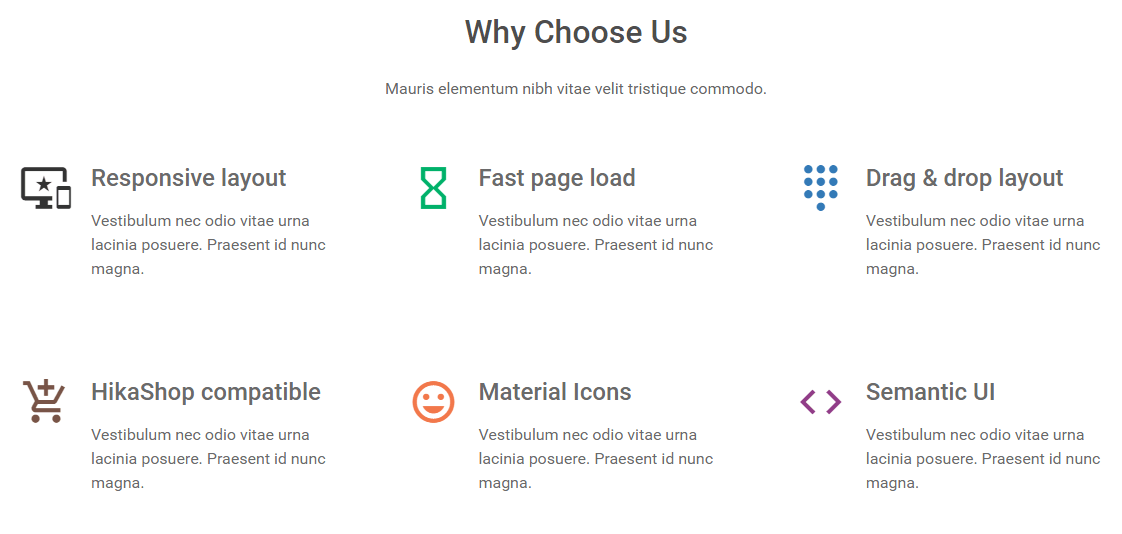 Why Choose Us
Mauris elementum nibh vitae velit tristique commodo.
Responsive layout
Vestibulum nec odio vitae urna
lacinia posuere. Praesent id nunc
magna.
Fast page load
Vestibulum nec odio vitae urna
lacinia posuere. Praesent id nunc
magna.
Drag & drop layout
Vestibulum nec odio vitae urna
lacinia posuere. Praesent id nunc
magna.
HikaShop compatible
Vestibulum nec odio vitae urna
lacinia posuere. Praesent id nunc
magna.
Material Icons
Vestibulum nec odio vitae urna
lacinia posuere. Praesent id nunc
magna.
Semantic UI
Vestibulum nec odio vitae urna
lacinia posuere. Praesent id nunc
magna.